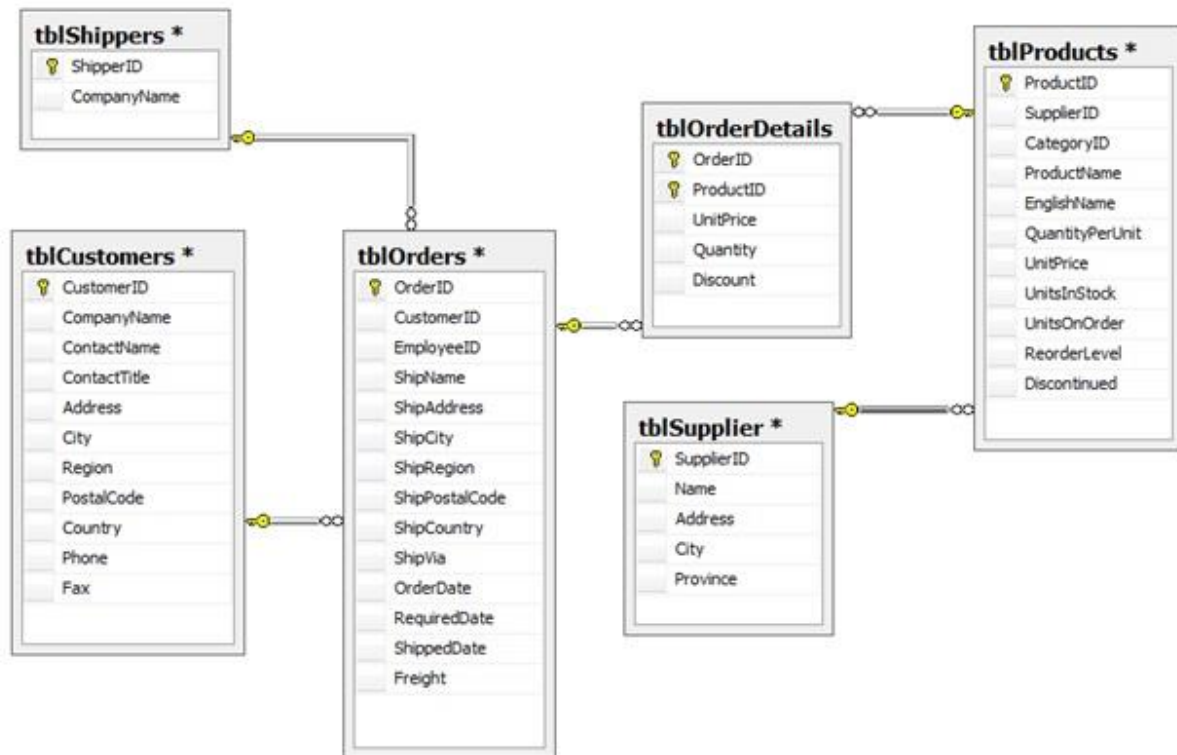 tblShippers *
ShipperID
CompanyName
tblCustomers *
CustomerID
CompanyName
ContactName
ContactTitle
Address
City
Region
PostalCode
Country
Phone
Fax
tblOrders *
OrderID
CustomerID
EmployeeID
ShipName
ShipAddress
ShipCity
ShipRegion
ShipPostalCode
ShipCountry
ShipVia
OrderDate
RequiredDate
ShippedDate
Freight
tblOrderDetails
OrderID
ProductID
UnitPrice
Quantity
Discount
tblSupplier *
SupplierID
Name
Address
City
Province
tblProducts *
ProductID
SupplierID
CategoryID
ProductName
EnglishName
QuantityPerUnit
UnitPrice
UnitsInStock
UnitsOnOrder
ReorderLevel
Discontinued